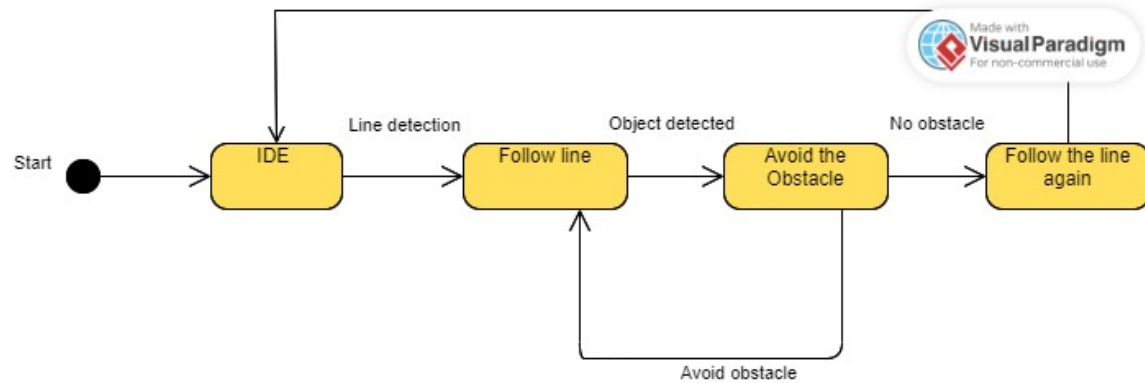 Made with
Visual Paradigm
For non-commercial use
Line detection
Object detected
No obstacle
Start
IDE
Follow line
Avoid the
Obstacle
Follow the line
again
Avoid obstacle